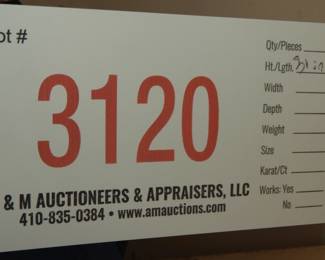 ot #
3120
& M AUCTIONEERS & APPRAISERS, LLC
410-835-0384 • www.amauctions.com
Qty/Pieces
Ht./Lgth.
Width
Depth
Weight
Size
Karat/Ct
Works: Yes
No